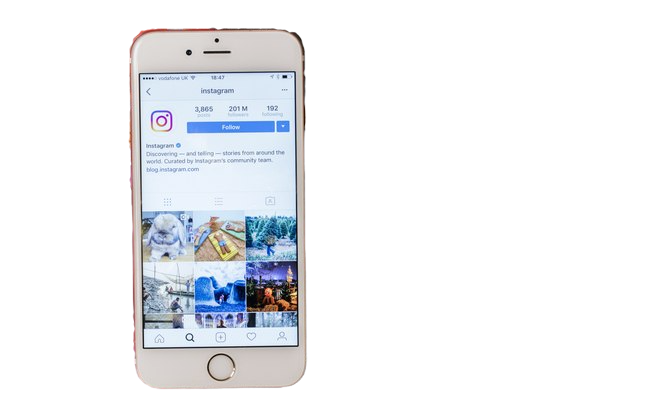 vodafone UK 18:47
instagram
3,865 201 M 192
posts followers following
Follow
Instagram
Discovering — and telling — stories from around the
world. Curated by Instagram's community team.
blog.instagram.com